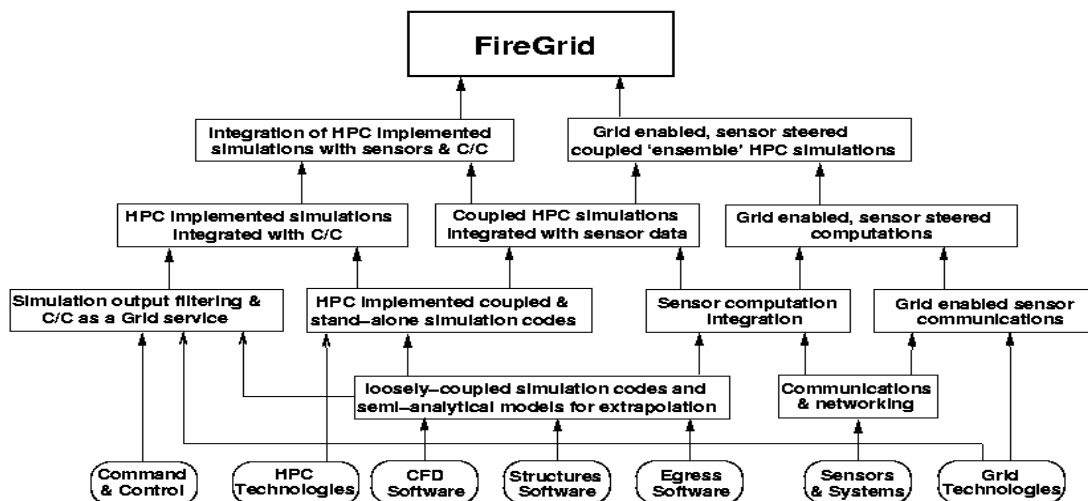 FireGrid
Integration of HPC Implemented
simulations with sensors & C/C
Grid enabled, sensor steered
coupled ‘ensemble’ HPC simulations
HPC Implemented simulations
Integrated with C/C
Coupled HPC simulations
Integrated with sensor data
Grid enabled, sensor steered
computations
Simulation output filtering &
C/C as a Grid service
HPC Implemented coupled &
stand–alone simulation codes
Sensor computation
Integration
Grid enabled sensor
communications
loosely–coupled simulation codes and
semi–analytical models for extrapolation
Communications
& networking
Command
& Control
HPC
Technologies
CFD
Software
Structures
Software
Egress
Software
Sensors
& Systems
Grid
Technologies